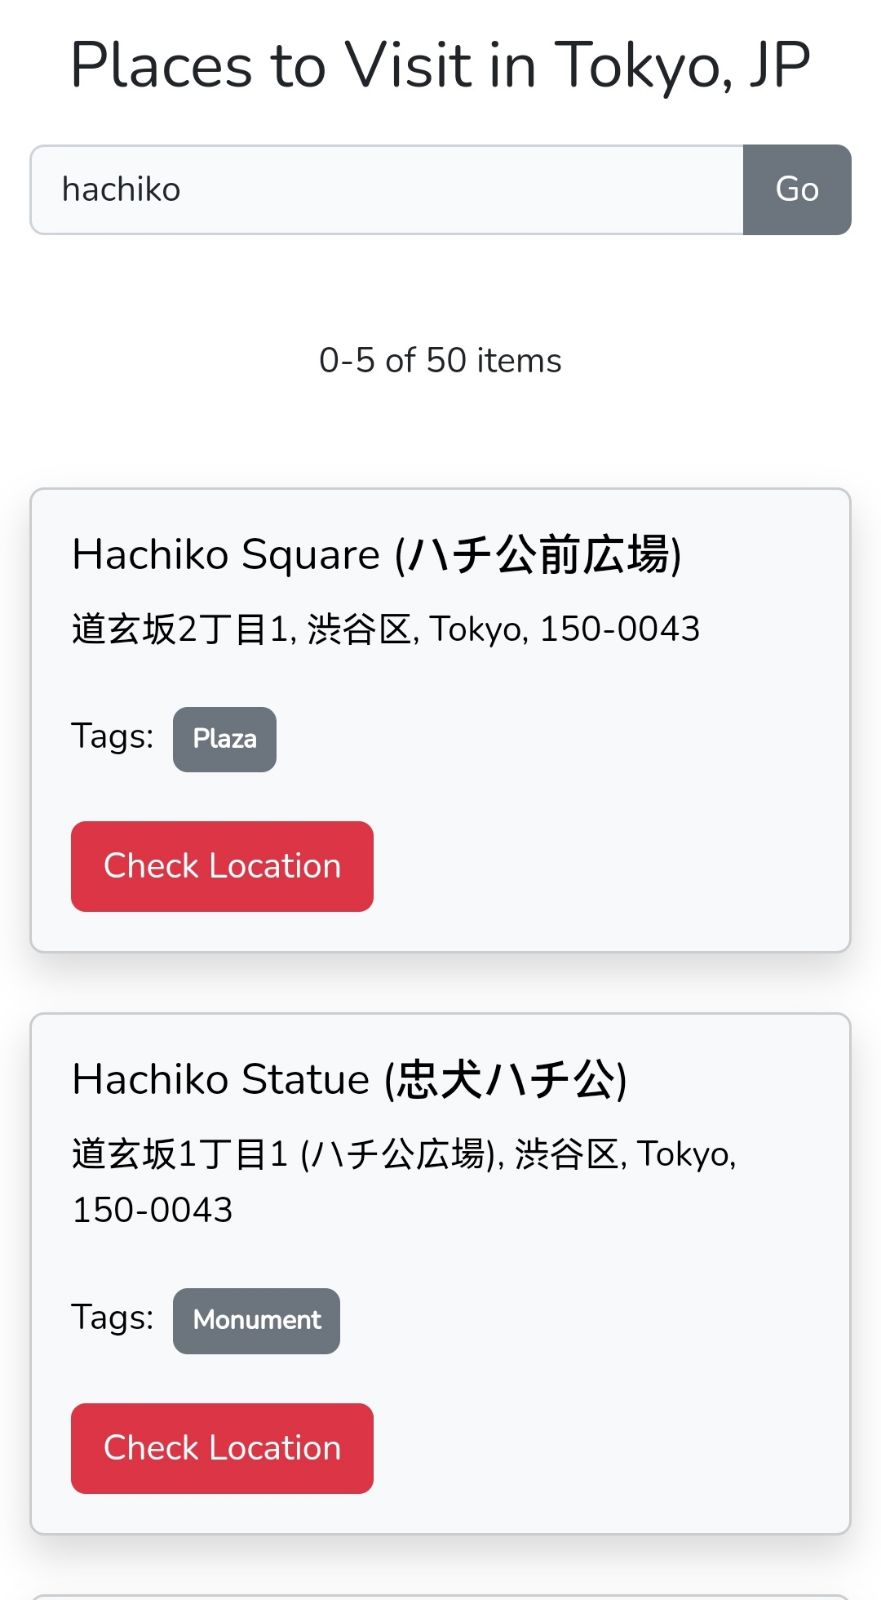 Places to Visit in Tokyo, JP
hachiko
Go
0-5 of 50 items
Hachiko Square (ハチ公前広場)
道玄坂2丁目1, 渋谷区, Tokyo, 150-0043
Tags: Plaza
Check Location
Hachiko Statue (忠犬ハチ公)
道玄坂1丁目1 (ハチ公広場), 渋谷区, Tokyo,
150-0043
Tags: Monument
Check Location